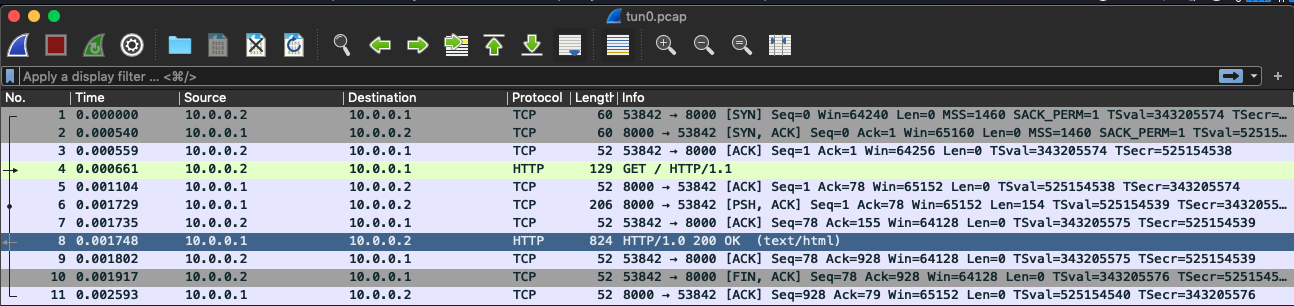 tun0.pcap
Apply a display filter ... <⌘/>
No. Time Source Destination Protocol Length Info
1 0.000000 10.0.0.2 10.0.0.1 TCP 60 53842 → 8000 [SYN] Seq=0 Win=64240 Len=0 MSS=1460 SACK_PERM=1 TSval=343205574 TSecr=…
2 0.000540 10.0.0.1 10.0.0.2 TCP 60 8000 → 53842 [SYN, ACK] Seq=0 Ack=1 Win=65160 Len=0 MSS=1460 SACK_PERM=1 TSval=52515…
3 0.000559 10.0.0.2 10.0.0.1 TCP 52 53842 → 8000 [ACK] Seq=1 Ack=1 Win=64256 Len=0 TSval=343205574 TSecr=525154538
4 0.000661 10.0.0.2 10.0.0.1 HTTP 129 GET / HTTP/1.1
5 0.001104 10.0.0.1 10.0.0.2 TCP 52 8000 → 53842 [ACK] Seq=1 Ack=78 Win=65152 Len=0 TSval=525154538 TSecr=343205574
6 0.001729 10.0.0.1 10.0.0.2 TCP 206 8000 → 53842 [PSH, ACK] Seq=1 Ack=78 Win=65152 Len=154 TSval=525154539 TSecr=343205…
7 0.001735 10.0.0.2 10.0.0.1 TCP 52 53842 → 8000 [ACK] Seq=78 Ack=155 Win=64128 Len=0 TSval=343205575 TSecr=525154539
8 0.001748 10.0.0.1 10.0.0.2 HTTP 824 HTTP/1.0 200 OK (text/html)
9 0.001802 10.0.0.2 10.0.0.1 TCP 52 53842 → 8000 [ACK] Seq=78 Ack=928 Win=64128 Len=0 TSval=343205575 TSecr=525154539
10 0.001917 10.0.0.2 10.0.0.1 TCP 52 53842 → 8000 [FIN, ACK] Seq=78 Ack=928 Win=64128 Len=0 TSval=343205576 TSecr=5251545…
11 0.002593 10.0.0.1 10.0.0.2 TCP 52 8000 → 53842 [ACK] Seq=928 Ack=79 Win=65152 Len=0 TSval=525154540 TSecr=343205576